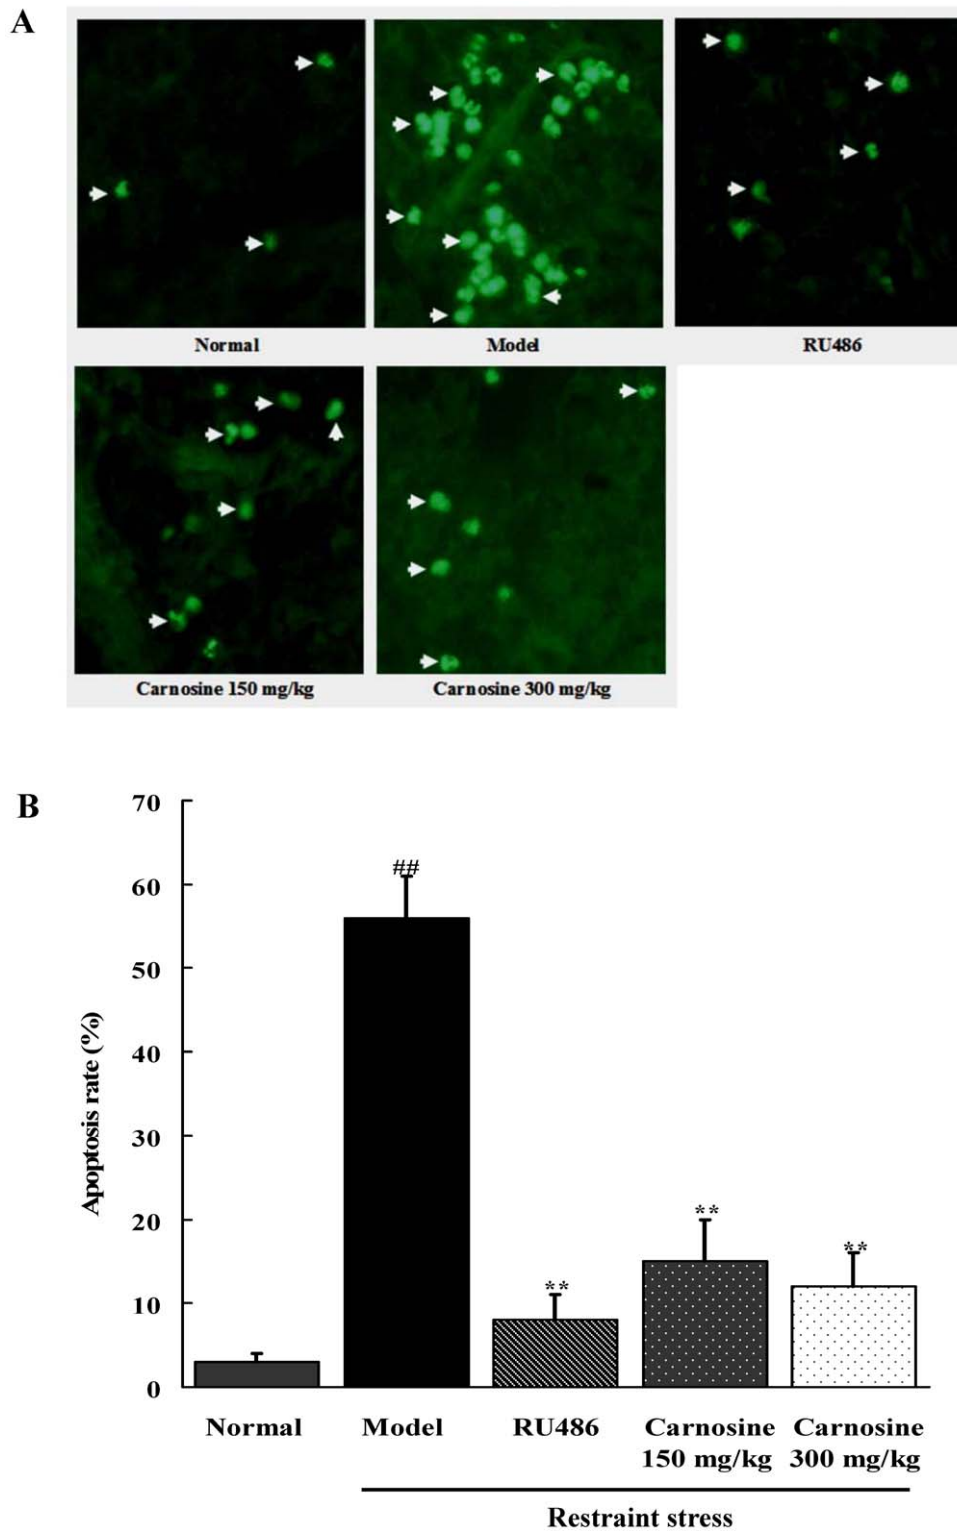 A
Normal Model RU486
Carnosine 150 mg/kg Carnosine 300 mg/kg
B
70
60
50
40
30
20
10
0
Apoptosis rate (%)
##
**
**
**
Normal Model RU486 Carnosine Carnosine
150 mg/kg 300 mg/kg
Restraint stress